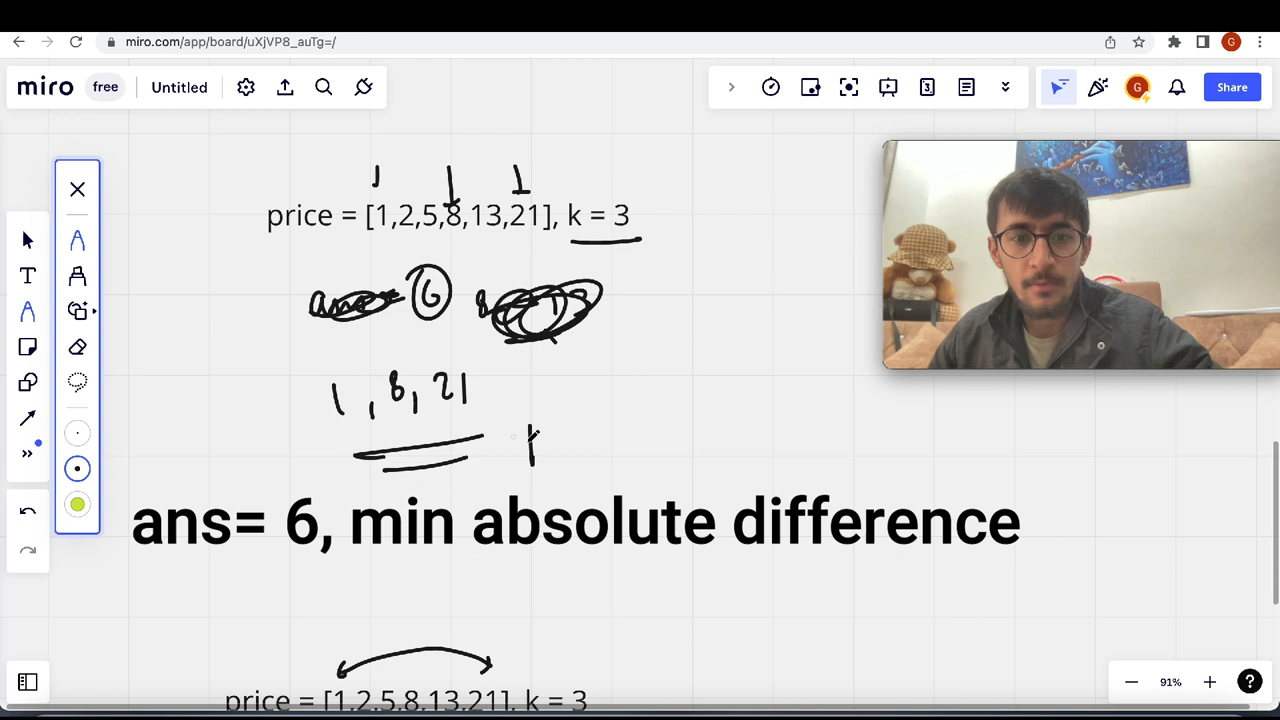 miro.com/app/board/uXjVP8_auTg=/
G
miro free Untitled
3
G
Share
1 1 1
price = [1,2,5,8,13,21], k = 3
6 8
1, 8, 21
ans= 6, min absolute difference
price = [1,2,5,8,13,21], k = 3
91%